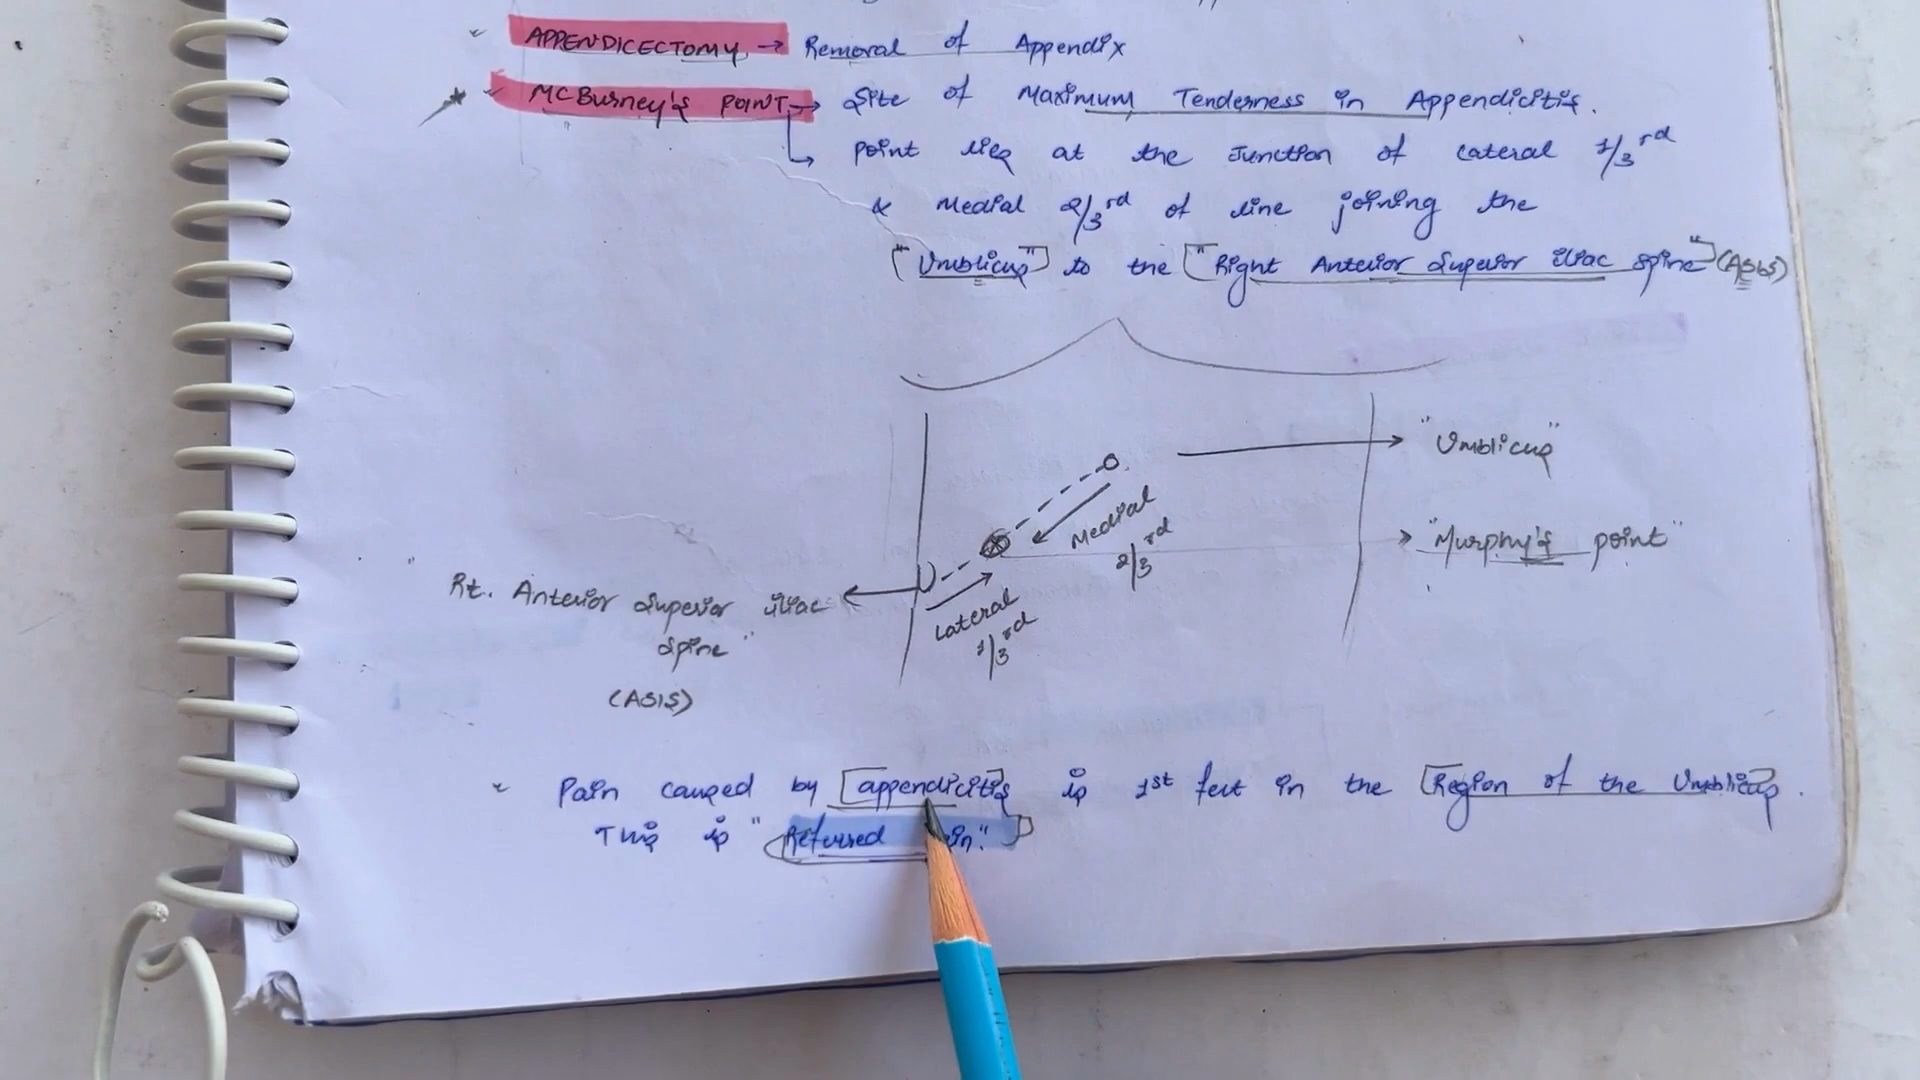 APPENDICECTOMY → Removal of Appendix
McBurney's POINT → Site of Maximum Tenderness in Appendicitis.
point lies at the Junction of Lateral 1/3rd
& Medial 2/3rd of line joining the
["Umblicus"] to the ["Right Anterior Superior iliac spine"] (ASIS)
"Umblicus"
Medial 2/3rd
"Murphy's point"
Rt. Anterior Superior iliac
Spine"
(ASIS)
Lateral 1/3rd
Pain caused by [appendicitis] is 1st felt in the [Region of the Umblicus].
This is "Referred